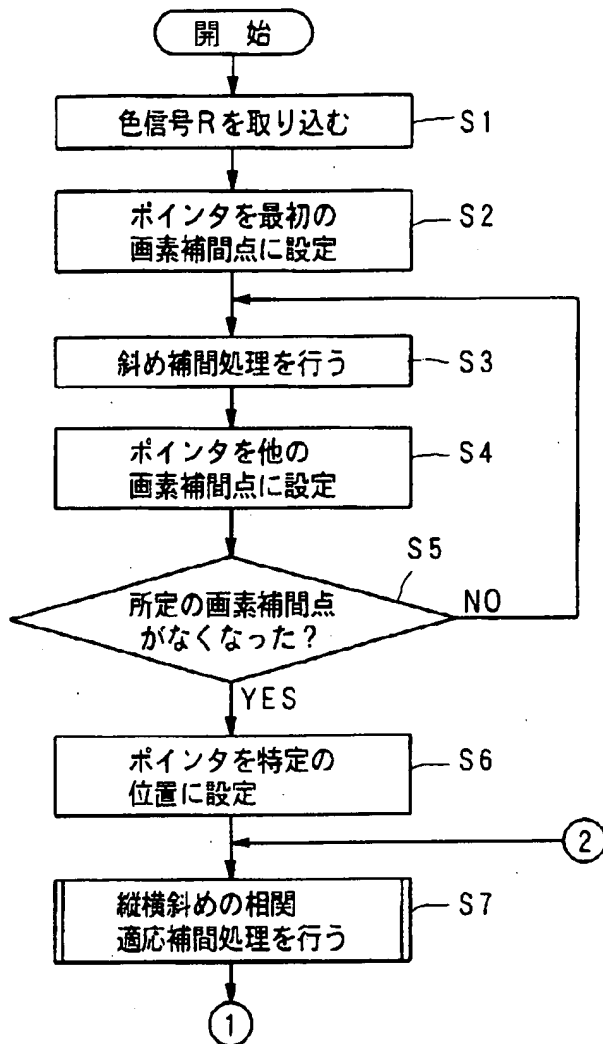 開 始
色信号Rを取り込む
S1
ポインタを最初の
画素補間点に設定
S2
斜め補間処理を行う
S3
ポインタを他の
画素補間点に設定
S4
S5
所定の画素補間点
がなくなった?
NO
YES
ポインタを特定の
位置に設定
S6
2
縦横斜めの相関
適応補間処理を行う
S7
1